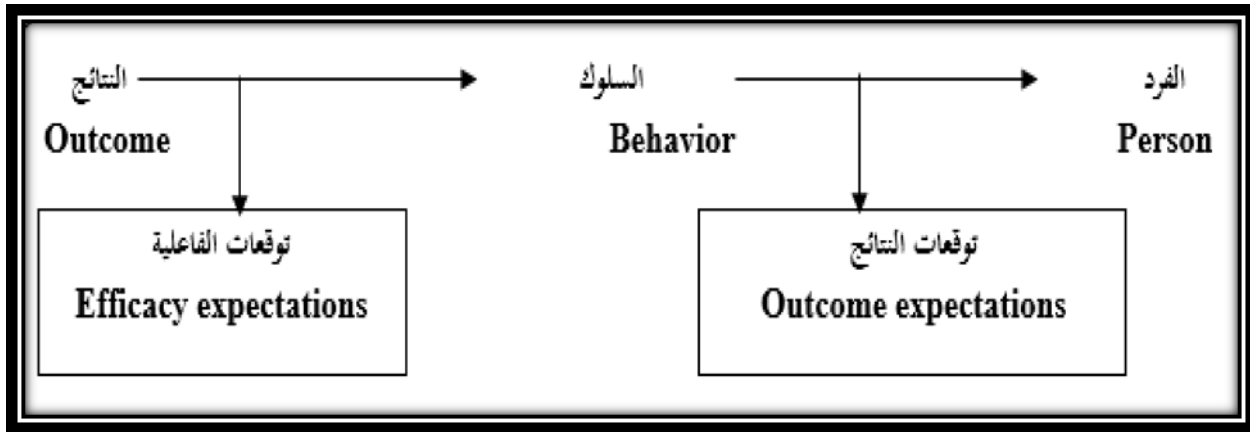 النتائج
Outcome
السلوك
Behavior
الفرد
Person
توقعات الفاعلية
Efficacy expectations
توقعات النتائج
Outcome expectations